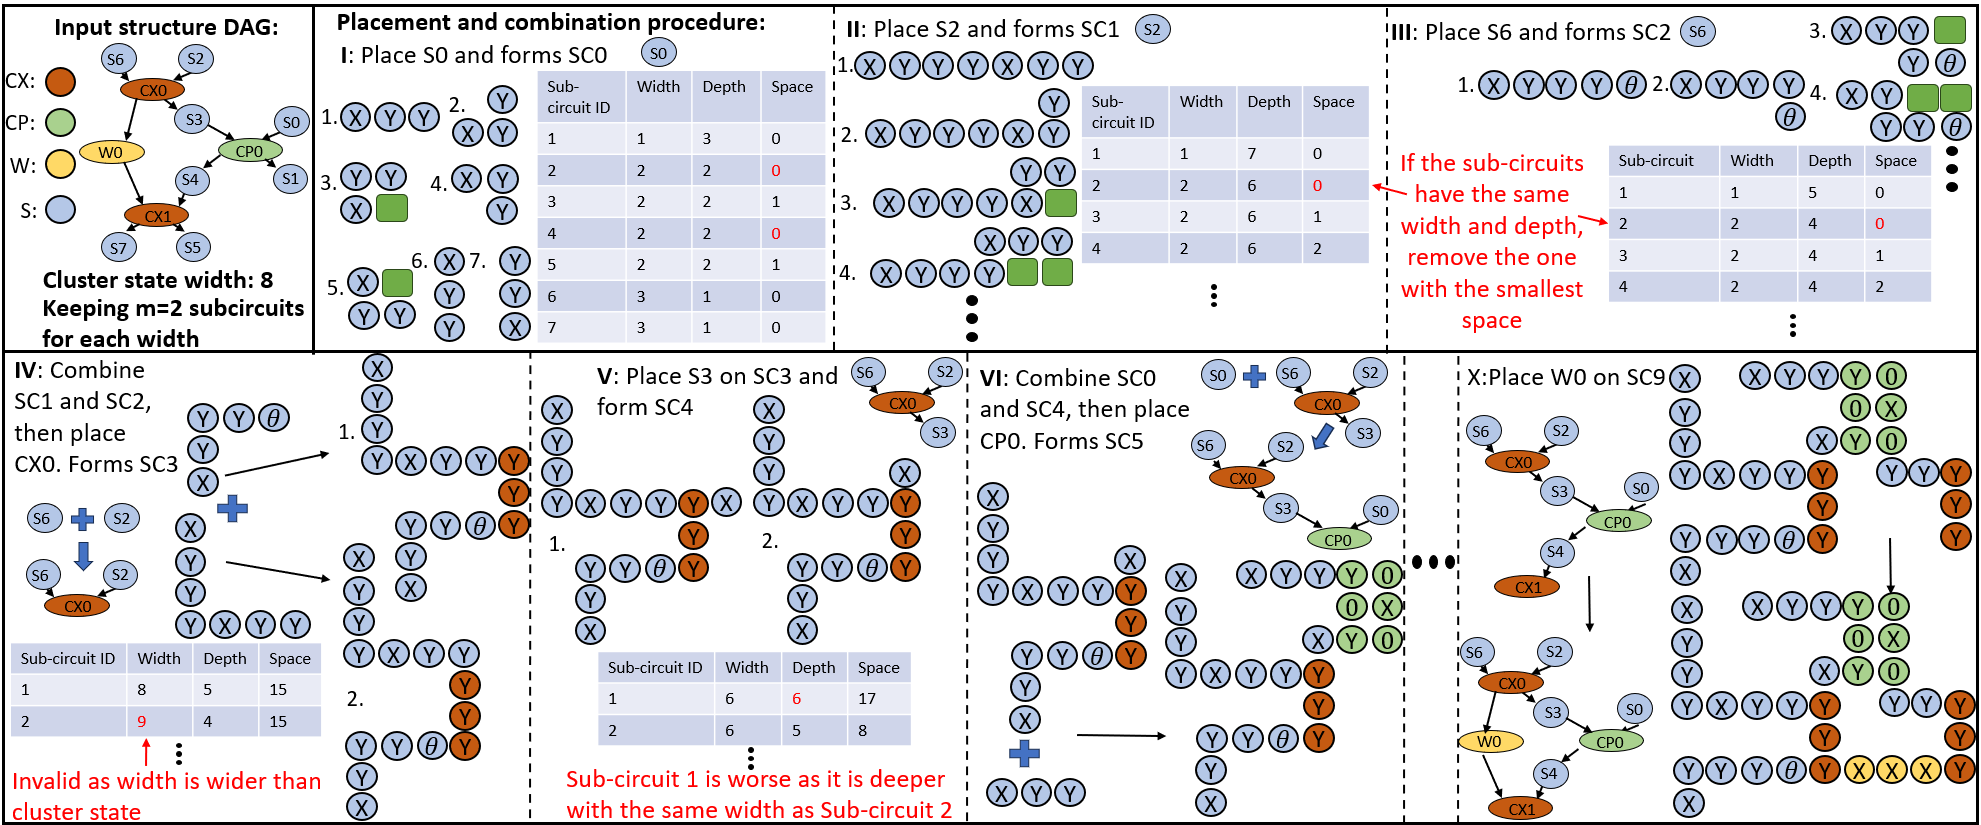 Input structure DAG:
CX:
CP:
W:
S:
S6
S2
CX0
S3
S0
W0
CP0
S4
S1
CX1
S7
S5
Cluster state width: 8
Keeping m=2 subcircuits
for each width
Placement and combination procedure:
I: Place S0 and forms SC0
S0
1. X Y Y
2. Y
X Y
3. Y Y
X
4. X Y
Y
5. X
Y Y
6. X
Y
Y
7. Y
Y
X
Sub-circuit ID Width Depth Space
1 1 3 0
2 2 2 0
3 2 2 1
4 2 2 0
5 2 2 1
6 3 1 0
7 3 1 0
II: Place S2 and forms SC1
S2
1. X Y Y Y X Y Y
2. Y
X Y Y Y X Y
3. Y Y
X Y Y Y X
4. X Y Y
X Y Y Y
Sub-circuit ID Width Depth Space
1 1 7 0
2 2 6 0
3 2 6 1
4 2 6 2
III: Place S6 and forms SC2
S6
1. X Y Y Y θ
2. X Y Y Y
θ
3. X Y Y
Y θ
4. X Y
Y Y θ
If the sub-circuits
have the same
width and depth,
remove the one
with the smallest
space
Sub-circuit Width Depth Space
1 1 5 0
2 2 4 0
3 2 4 1
4 2 4 2
IV: Combine
SC1 and SC2,
then place
CX0. Forms SC3
S6 S2
S6 S2
CX0
Y Y θ
Y
X
X
Y
Y
Y X Y Y
1.
X
Y
Y
Y X Y Y Y
Y
Y Y θ Y
Y
X
2.
X
Y
Y
Y X Y Y
Y
Y
Y Y θ Y
Y
X
Sub-circuit ID Width Depth Space
1 8 5 15
2 9 4 15
Invalid as width is wider than
cluster state
V: Place S3 on SC3 and
form SC4
S6 S2
CX0
S3
1.
X
Y
Y
Y X Y Y Y X
Y
Y Y θ Y
Y
X
2.
X
Y
Y X
Y X Y Y Y
Y
Y Y θ Y
Y
X
Sub-circuit ID Width Depth Space
1 6 6 17
2 6 5 8
Sub-circuit 1 is worse as it is deeper
with the same width as Sub-circuit 2
VI: Combine SC0
and SC4, then place
CP0. Forms SC5
S0 S6 S2
CX0
S3
S6 S2
CX0
S3 S0
CP0
X
Y
Y X
Y X Y Y Y
Y
Y Y θ Y
Y
X
X Y Y
X X Y Y Y 0
Y 0 X
Y X Y 0
Y X Y Y Y
Y
Y Y θ Y
Y
X
X:Place W0 on SC9
S6 S2
CX0
S3 S0
CP0
S4
CX1
S6 S2
CX0
S3 S0
W0 CP0
S4
CX1
X X Y Y Y 0
Y 0 X
Y X Y 0
Y X Y Y Y Y Y Y
Y Y
Y Y Y θ Y Y
X
X Y Y Y 0
X 0 X
Y X Y 0
Y
Y X Y Y Y Y Y Y
Y Y
Y Y Y θ Y X X X Y
X